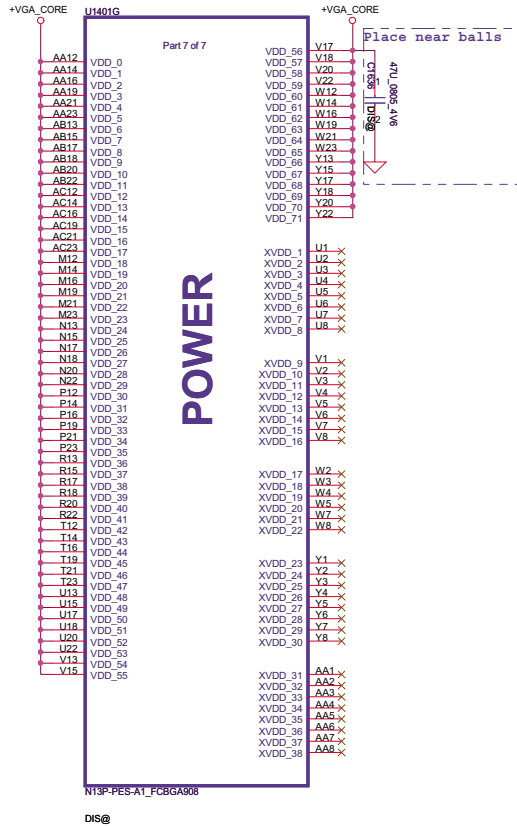 +VGA_CORE
U1401G
+VGA_CORE
Part 7 of 7
Place near balls
AA12 VDD_0
AA14 VDD_1
AA16 VDD_2
AA19 VDD_3
AA21 VDD_4
AA23 VDD_5
AB13 VDD_6
AB15 VDD_7
AB17 VDD_8
AB18 VDD_9
AB20 VDD_10
AB22 VDD_11
AC12 VDD_12
AC14 VDD_13
AC16 VDD_14
AC19 VDD_15
AC21 VDD_16
AC23 VDD_17
M12 VDD_18
M14 VDD_19
M16 VDD_20
M19 VDD_21
M21 VDD_22
M23 VDD_23
N13 VDD_24
N15 VDD_25
N17 VDD_26
N18 VDD_27
N20 VDD_28
N22 VDD_29
P12 VDD_30
P14 VDD_31
P16 VDD_32
P19 VDD_33
P21 VDD_34
P23 VDD_35
R13 VDD_36
R15 VDD_37
R17 VDD_38
R18 VDD_39
R20 VDD_40
R22 VDD_41
T12 VDD_42
T14 VDD_43
T16 VDD_44
T19 VDD_45
T21 VDD_46
T23 VDD_47
U13 VDD_48
U15 VDD_49
U17 VDD_50
U18 VDD_51
U20 VDD_52
U22 VDD_53
V13 VDD_54
V15 VDD_55
POWER
VDD_56 V17
VDD_57 V18
VDD_58 V20
VDD_59 V22
VDD_60 W12
VDD_61 W14
VDD_62 W16
VDD_63 W19
VDD_64 W21
VDD_65 W23
VDD_66 Y13
VDD_67 Y15
VDD_68 Y17
VDD_69 Y18
VDD_70 Y20
VDD_71 Y22
C1636
1
2
47U_0805_4V6
DIS@
XVDD_1 U1
XVDD_2 U2
XVDD_3 U3
XVDD_4 U4
XVDD_5 U5
XVDD_6 U6
XVDD_7 U7
XVDD_8 U8
XVDD_9 V1
XVDD_10 V2
XVDD_11 V3
XVDD_12 V4
XVDD_13 V5
XVDD_14 V6
XVDD_15 V7
XVDD_16 V8
XVDD_17 W2
XVDD_18 W3
XVDD_19 W4
XVDD_20 W5
XVDD_21 W7
XVDD_22 W8
XVDD_23 Y1
XVDD_24 Y2
XVDD_25 Y3
XVDD_26 Y4
XVDD_27 Y5
XVDD_28 Y6
XVDD_29 Y7
XVDD_30 Y8
XVDD_31 AA1
XVDD_32 AA2
XVDD_33 AA3
XVDD_34 AA4
XVDD_35 AA5
XVDD_36 AA6
XVDD_37 AA7
XVDD_38 AA8
N13P-PES-A1_FCBGA908
DIS@